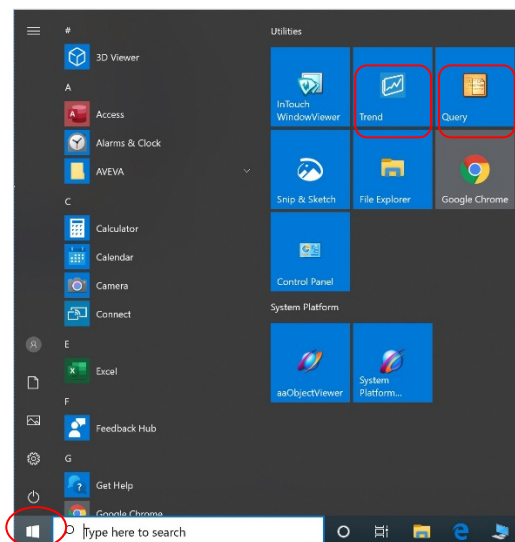 #
3D Viewer
A
Access
Alarms & Clock
AVEVA
C
Calculator
Calendar
Camera
Connect
E
Excel
F
Feedback Hub
G
Get Help
Google Chrome
Utilities
InTouch
WindowViewer
Trend
Query
Snip & Sketch
File Explorer
Google Chrome
Control Panel
System Platform
aaObjectViewer
System
Platform...
Type here to search